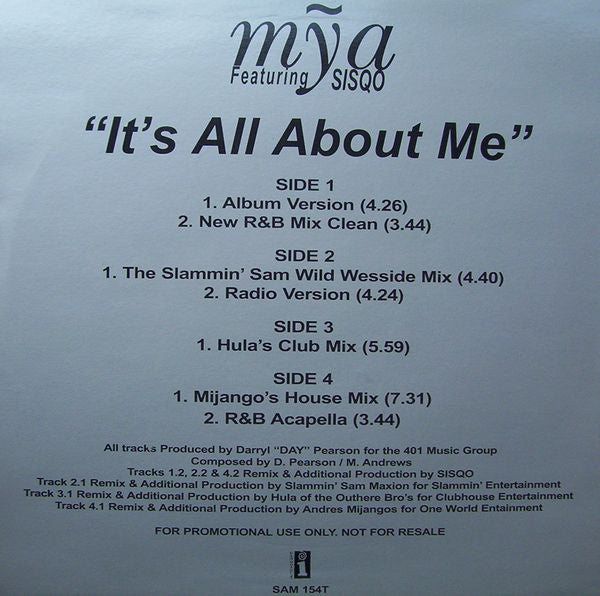 mỹa
Featuring SISQO
“It’s All About Me”
SIDE 1
1. Album Version (4.26)
2. New R&B Mix Clean (3.44)
SIDE 2
1. The Slammin’ Sam Wild Wesside Mix (4.40)
2. Radio Version (4.24)
SIDE 3
1. Hula’s Club Mix (5.59)
SIDE 4
1. Mijango’s House Mix (7.31)
2. R&B Acapella (3.44)
All tracks Produced by Darryl “DAY” Pearson for the 401 Music Group
Composed by D. Pearson / M. Andrews
Tracks 1.2, 2.2 & 4.2 Remix & Additional Production by SISQO
Track 2.1 Remix & Additional Production by Slammin’ Sam Maxion for Slammin’ Entertainment
Track 3.1 Remix & Additional Production by Hula of the Outhere Bro’s for Clubhouse Entertainment
Track 4.1 Remix & Additional Production by Andres Mijangos for One World Entainment
FOR PROMOTIONAL USE ONLY. NOT FOR RESALE
i
SAM 154T